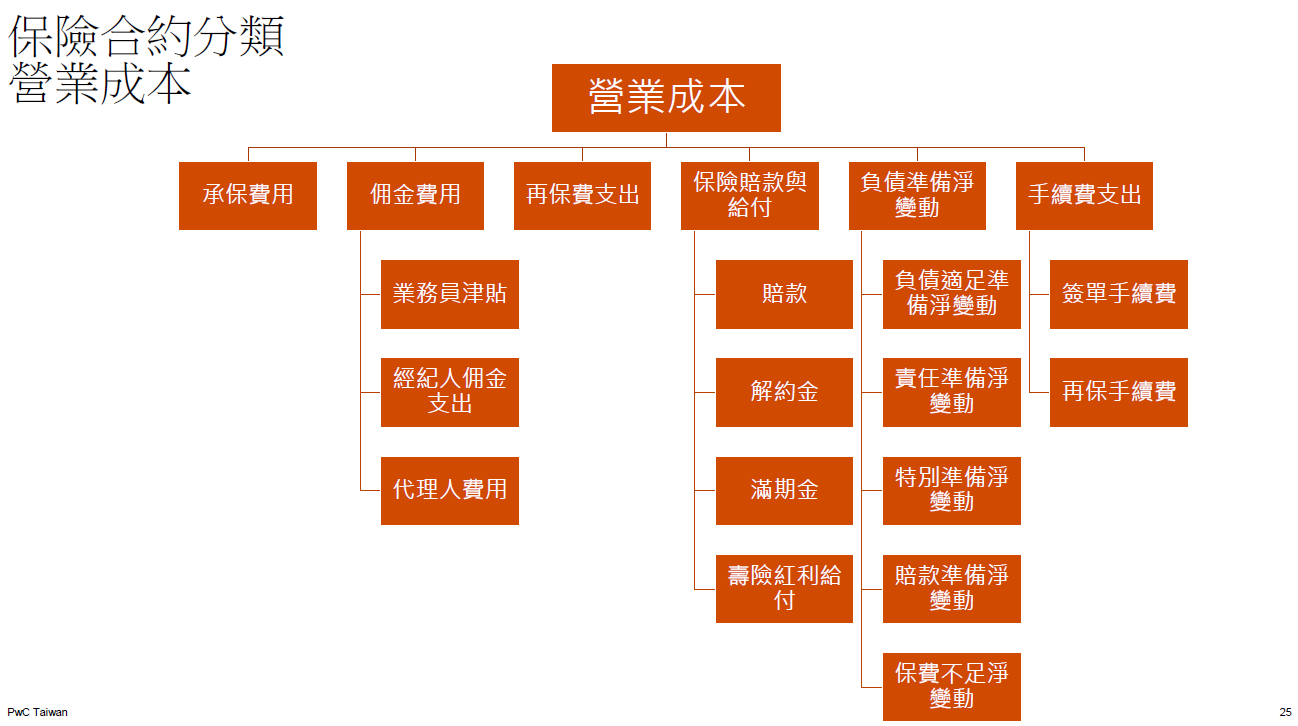 保險合約分類
營業成本
營業成本
承保費用
佣金費用
再保費支出
保險賠款與
給付
負債準備淨
變動
手續費支出
業務員津貼
經紀人佣金
支出
代理人費用
賠款
解約金
滿期金
壽險紅利給
付
負債適足準
備淨變動
責任準備淨
變動
特別準備淨
變動
賠款準備淨
變動
保費不足淨
變動
簽單手續費
再保手續費
PwC Taiwan
25